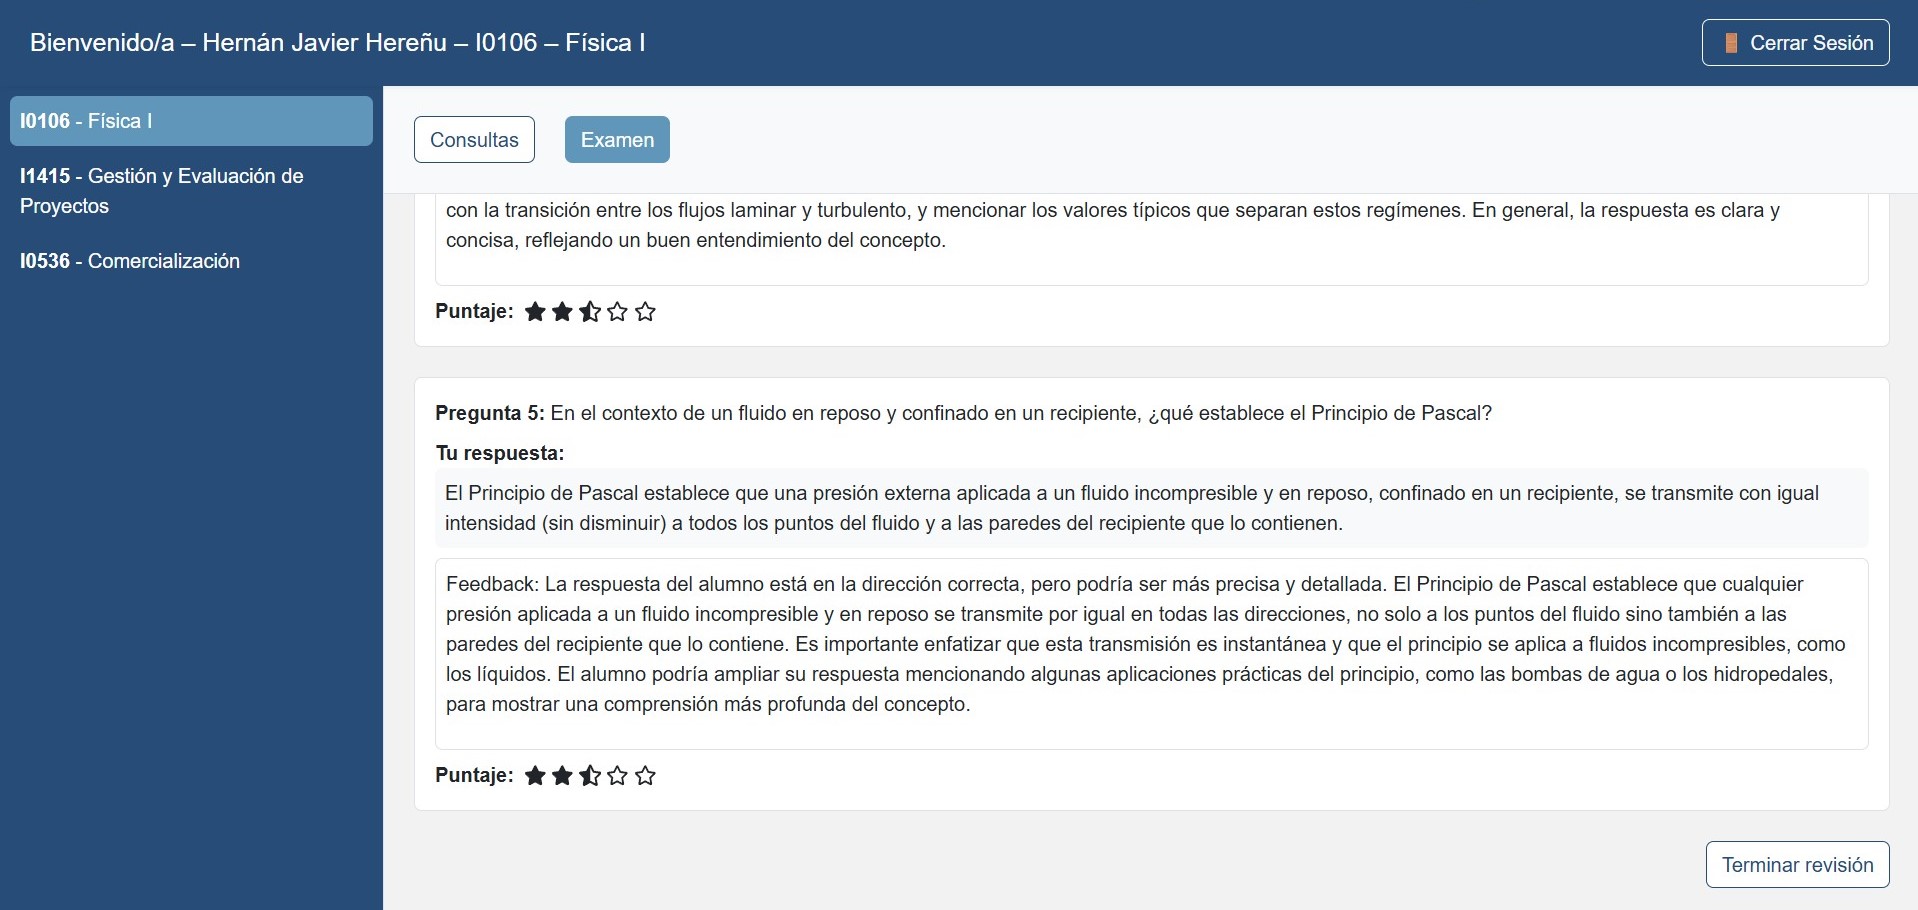 Bienvenido/a – Hernán Javier Hereñu – I0106 – Física I
Cerrar Sesión
I0106 - Física I
I1415 - Gestión y Evaluación de
Proyectos
I0536 - Comercialización
Consultas
Examen
con la transición entre los flujos laminar y turbulento, y mencionar los valores típicos que separan estos regímenes. En general, la respuesta es clara y
concisa, reflejando un buen entendimiento del concepto.
Puntaje:
Pregunta 5: En el contexto de un fluido en reposo y confinado en un recipiente, ¿qué establece el Principio de Pascal?
Tu respuesta:
El Principio de Pascal establece que una presión externa aplicada a un fluido incompresible y en reposo, confinado en un recipiente, se transmite con igual
intensidad (sin disminuir) a todos los puntos del fluido y a las paredes del recipiente que lo contienen.
Feedback: La respuesta del alumno está en la dirección correcta, pero podría ser más precisa y detallada. El Principio de Pascal establece que cualquier
presión aplicada a un fluido incompresible y en reposo se transmite por igual en todas las direcciones, no solo a los puntos del fluido sino también a las
paredes del recipiente que lo contiene. Es importante enfatizar que esta transmisión es instantánea y que el principio se aplica a fluidos incompresibles, como
los líquidos. El alumno podría ampliar su respuesta mencionando algunas aplicaciones prácticas del principio, como las bombas de agua o los hidropedales,
para mostrar una comprensión más profunda del concepto.
Puntaje:
Terminar revisión